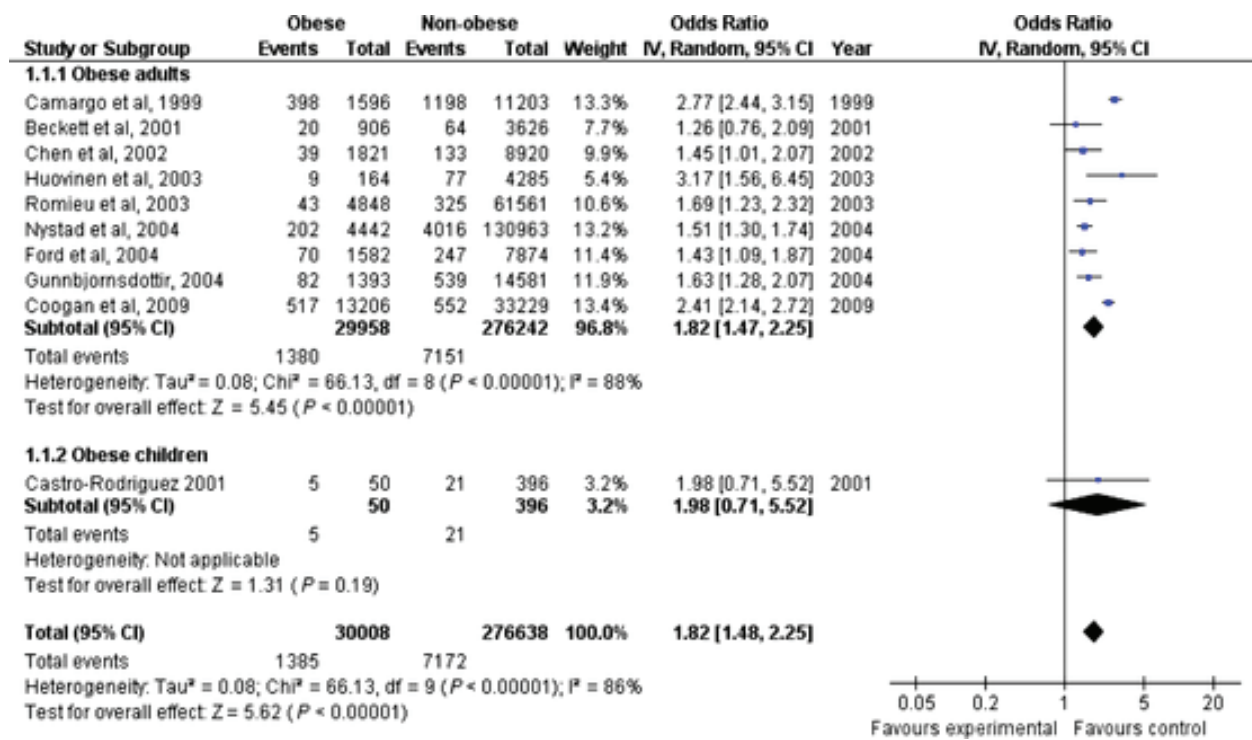 Obese Non-obese Odds Ratio Odds Ratio
Study or Subgroup Events Total Events Total Weight IV, Random, 95% CI Year IV, Random, 95% CI
1.1.1 Obese adults
Camargo et al, 1999 398 1596 1198 11203 13.3% 2.77 [2.44, 3.15] 1999
Beckett et al, 2001 20 906 64 3626 7.7% 1.26 [0.76, 2.09] 2001
Chen et al, 2002 39 1821 133 8920 9.9% 1.45 [1.01, 2.07] 2002
Huovinen et al, 2003 9 164 77 4285 5.4% 3.17 [1.56, 6.45] 2003
Romieu et al, 2003 43 4848 325 61561 10.6% 1.69 [1.23, 2.32] 2003
Nystad et al, 2004 202 4442 4016 130963 13.2% 1.51 [1.30, 1.74] 2004
Ford et al, 2004 70 1582 247 7874 11.4% 1.43 [1.09, 1.87] 2004
Gunnbjornsdottir, 2004 82 1393 539 14581 11.9% 1.63 [1.28, 2.07] 2004
Coogan et al, 2009 517 13206 552 33229 13.4% 2.41 [2.14, 2.72] 2009
Subtotal (95% CI) 29958 276242 96.8% 1.82 [1.47, 2.25]
Total events 1380 7151
Heterogeneity: Tau² = 0.08; Chi² = 66.13, df = 8 (P < 0.00001); I² = 88%
Test for overall effect: Z = 5.45 (P < 0.00001)
1.1.2 Obese children
Castro-Rodriguez 2001 5 50 21 396 3.2% 1.98 [0.71, 5.52] 2001
Subtotal (95% CI) 50 396 3.2% 1.98 [0.71, 5.52]
Total events 5 21
Heterogeneity: Not applicable
Test for overall effect: Z = 1.31 (P = 0.19)
Total (95% CI) 30008 276638 100.0% 1.82 [1.48, 2.25]
Total events 1385 7172
Heterogeneity: Tau² = 0.08; Chi² = 66.13, df = 9 (P < 0.00001); I² = 86%
Test for overall effect: Z = 5.62 (P < 0.00001)
0.05 0.2 1 5 20
Favours experimental Favours control